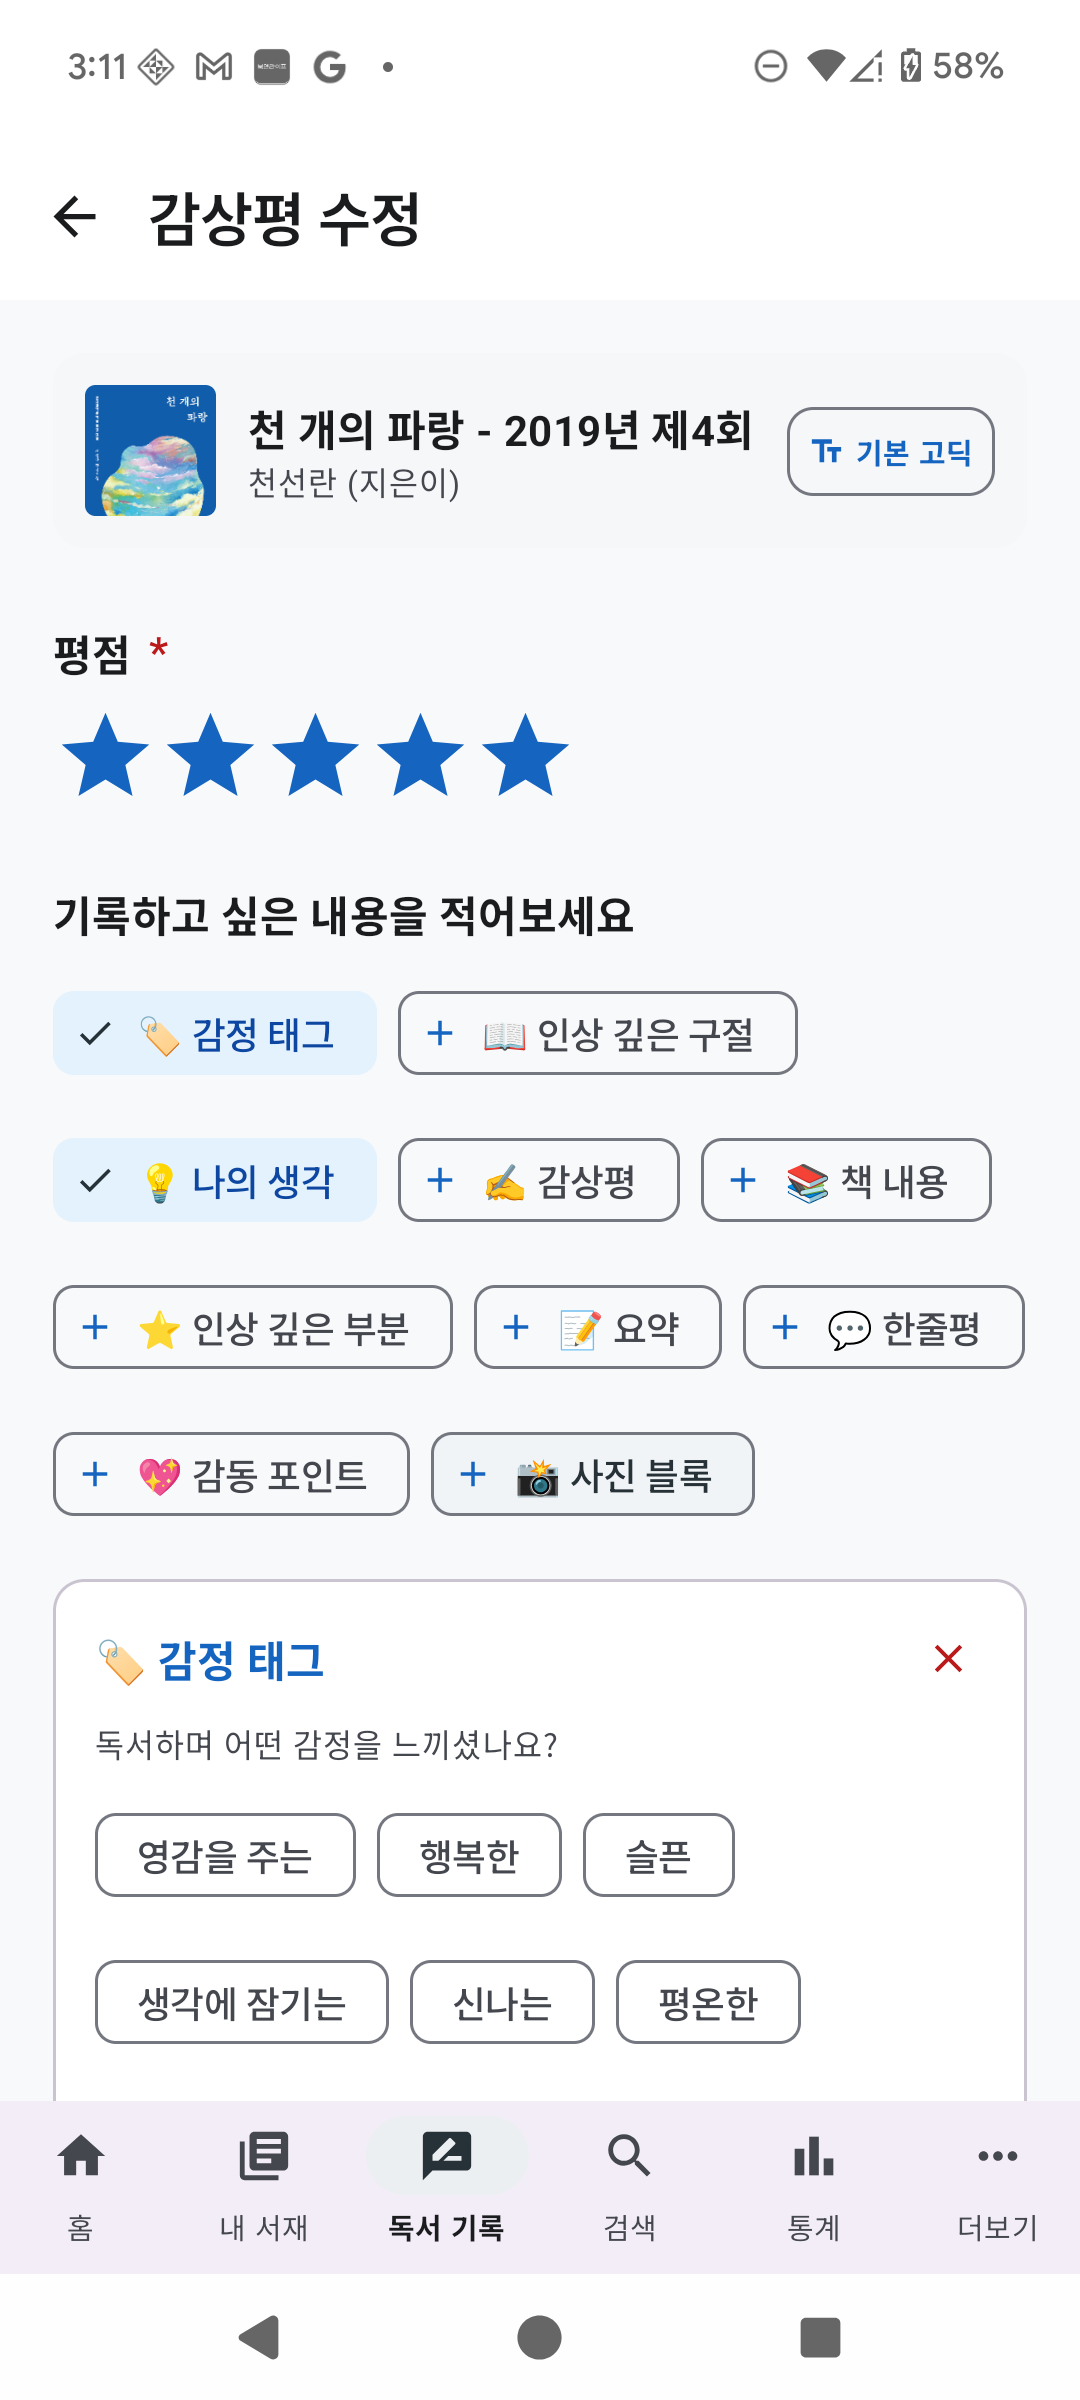 3:11
58%
감상평 수정
천 개의
파랑
천 개의 파랑 - 2019년 제4회
천선란 (지은이)
기본 고딕
평점 *
기록하고 싶은 내용을 적어보세요
감정 태그
인상 깊은 구절
나의 생각
감상평
책 내용
인상 깊은 부분
요약
한줄평
감동 포인트
사진 블록
감정 태그
독서하며 어떤 감정을 느끼셨나요?
영감을 주는
행복한
슬픈
생각에 잠기는
신나는
평온한
홈
내 서재
독서 기록
검색
통계
더보기